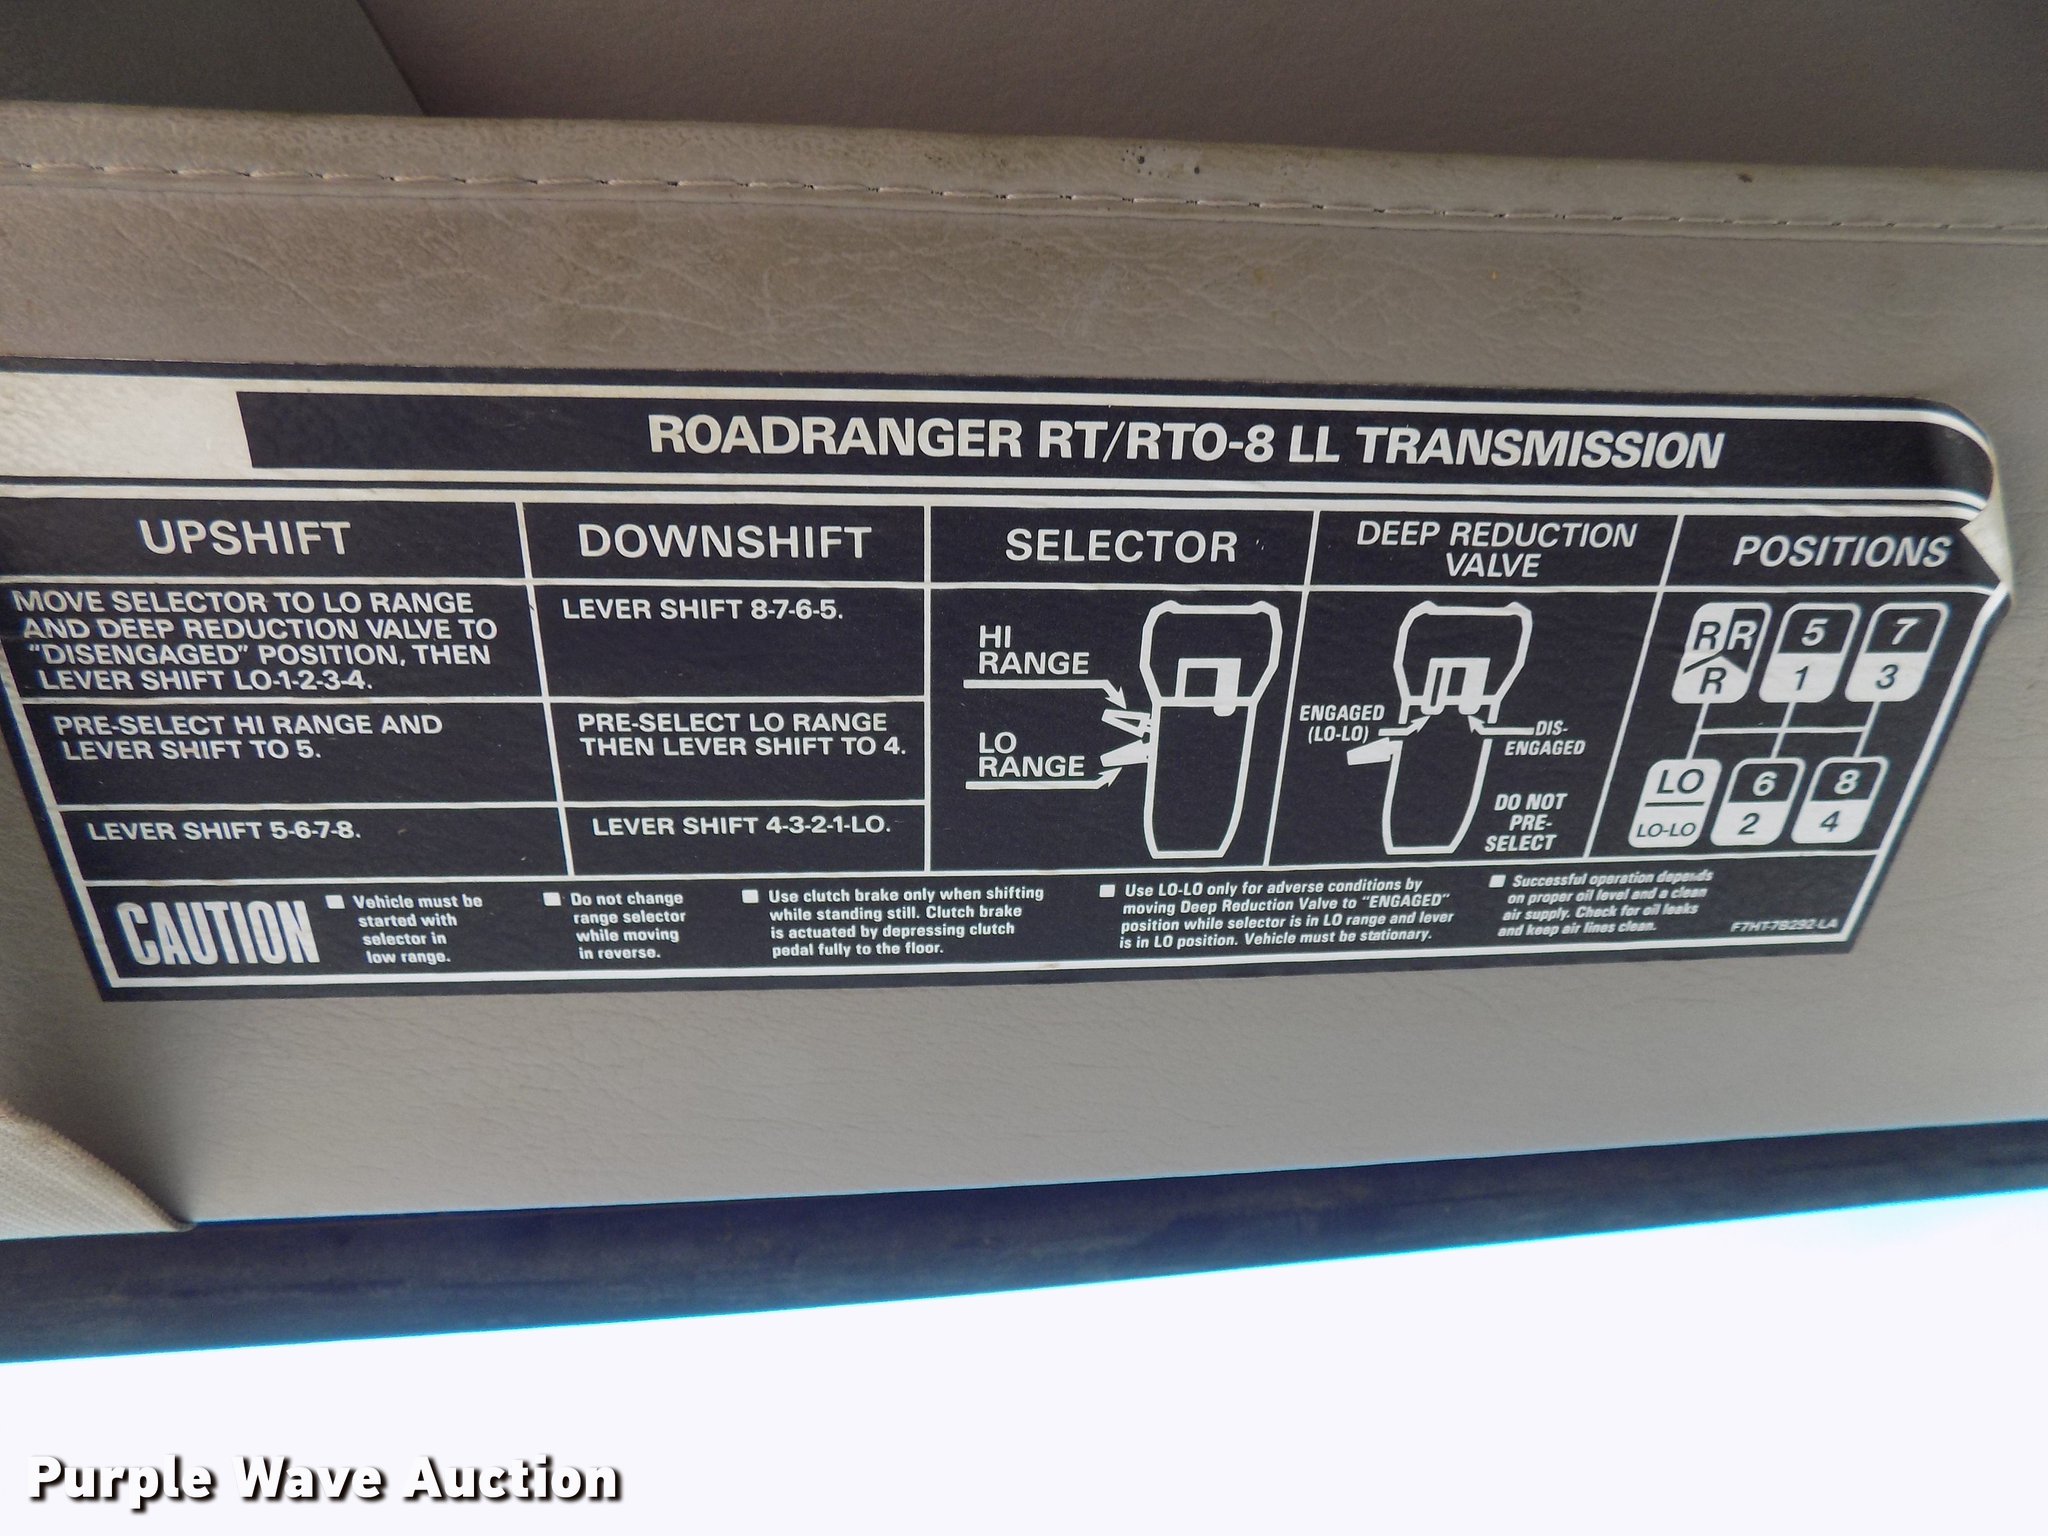 ROADRANGER RT/RTO-8 LL TRANSMISSION
UPSHIFT
MOVE SELECTOR TO LO RANGE
AND DEEP REDUCTION VALVE TO
"DISENGAGED" POSITION, THEN
LEVER SHIFT LO-1-2-3-4.
PRE-SELECT HI RANGE AND
LEVER SHIFT TO 5.
LEVER SHIFT 5-6-7-8.
DOWNSHIFT
LEVER SHIFT 8-7-6-5.
PRE-SELECT LO RANGE
THEN LEVER SHIFT TO 4.
LEVER SHIFT 4-3-2-1-LO.
SELECTOR
HI
RANGE
LO
RANGE
DEEP REDUCTION
VALVE
ENGAGED
(LO-LO)
DIS-
ENGAGED
DO NOT
PRE-
SELECT
POSITIONS
R R 5 7
R 1 3
LO 6 8
LO-LO 2 4
CAUTION
Vehicle must be
started with
selector in
low range.
Do not change
range selector
while moving
in reverse.
Use clutch brake only when shifting
while standing still. Clutch brake
is actuated by depressing clutch
pedal fully to the floor.
Use LO-LO only for adverse conditions by
moving Deep Reduction Valve to "ENGAGED"
position while selector is in LO range and lever
is in LO position. Vehicle must be stationary.
Successful operation depends
on proper oil level and a clean
air supply. Check for oil leaks
and keep air lines clean.
F7HT-7B292-LA
Purple Wave Auction